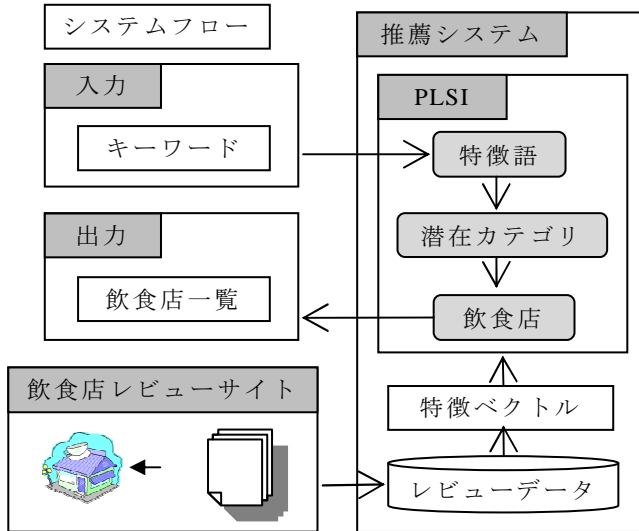 システムフロー
推薦システム
入力
キーワード
PLSI
特徴語
潜在カテゴリ
飲食店
出力
飲食店一覧
飲食店レビューサイト
特徴ベクトル
レビューデータ